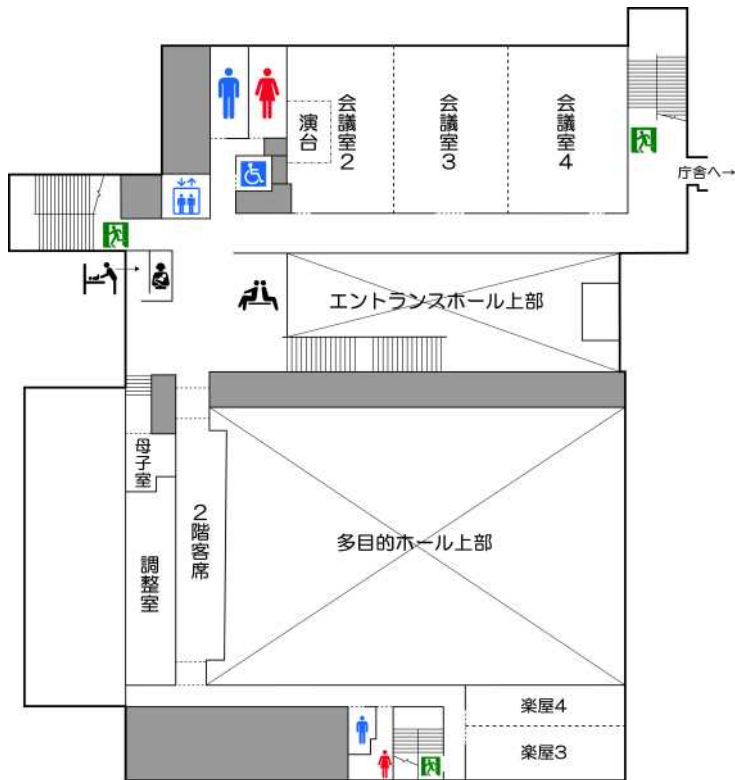 会議室2
会議室3
会議室4
演台
庁舎へ→
エントランスホール上部
母子室
2階客席
調整室
多目的ホール上部
楽屋4
楽屋3